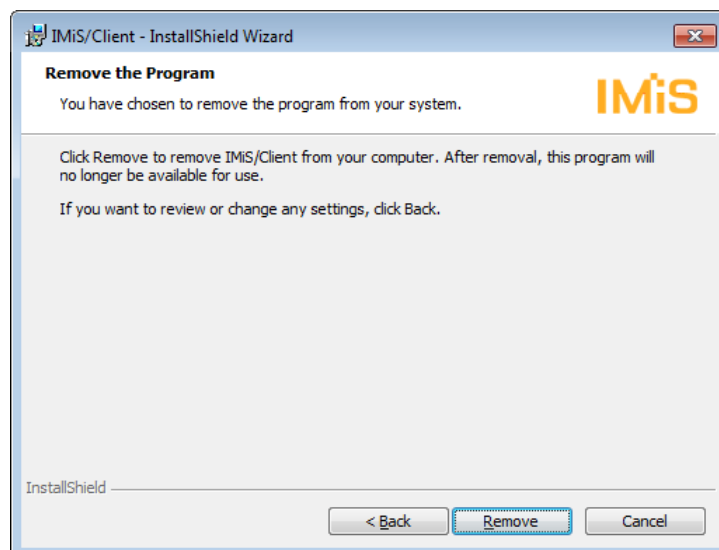 IMiS/Client - InstallShield Wizard
Remove the Program
You have chosen to remove the program from your system.
IMiS
Click Remove to remove IMiS/Client from your computer. After removal, this program will
no longer be available for use.
If you want to review or change any settings, click Back.
InstallShield
< Back
Remove
Cancel